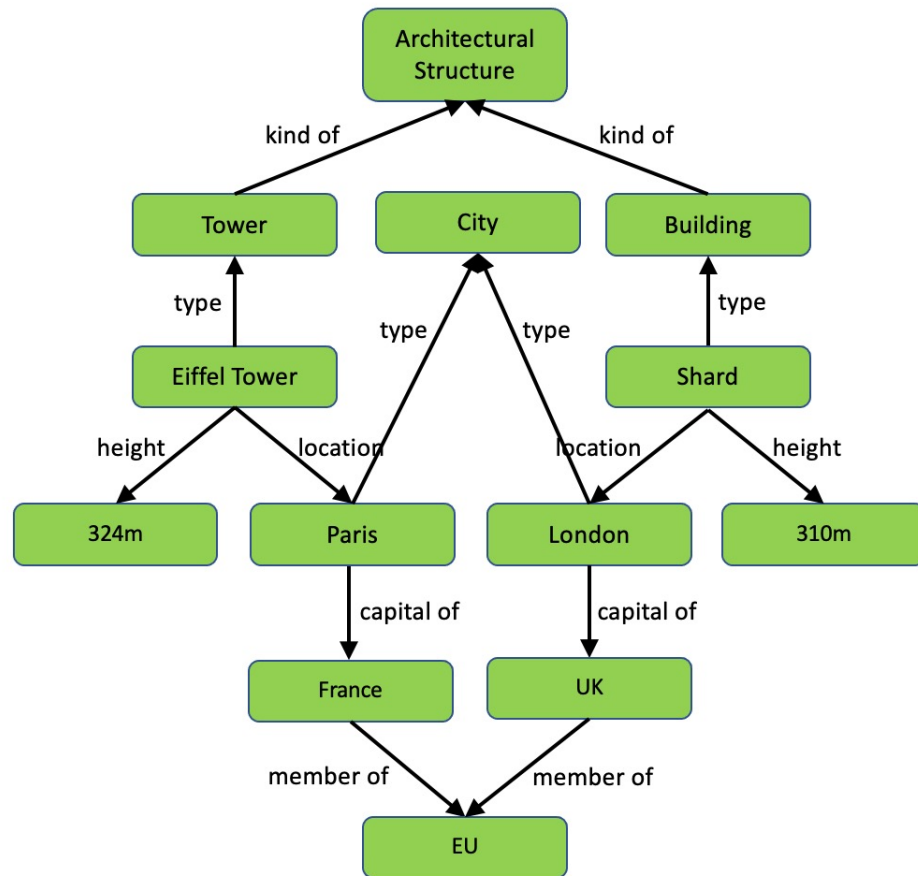 Architectural
Structure
kind of
kind of
Tower
City
Building
type
type
type
type
Eiffel Tower
Shard
height
location
location
height
324m
Paris
London
310m
capital of
capital of
France
UK
member of
member of
EU